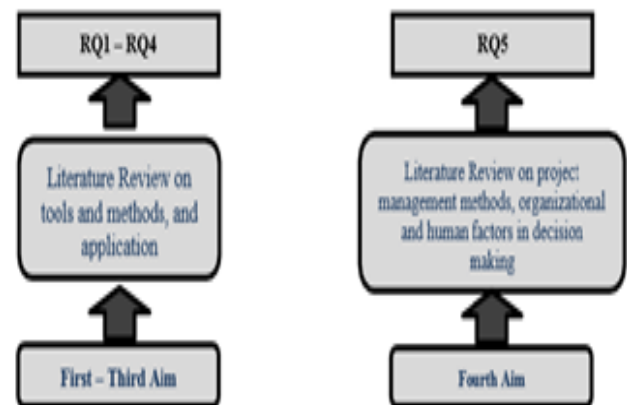 RQ1 – RQ4
Literature Review on
tools and methods, and
application
First – Third Aim
RQ5
Literature Review on project
management methods, organizational
and human factors in decision
making
Fourth Aim